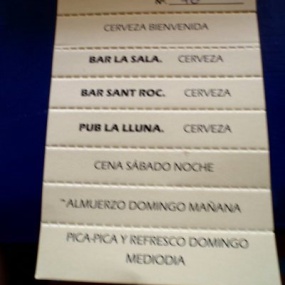 Nº
CERVEZA BIENVENIDA
BAR LA SALA. CERVEZA
BAR SANT ROC. CERVEZA
PUB LA LLUNA. CERVEZA
CENA SÁBADO NOCHE
ALMUERZO DOMINGO MAÑANA
PICA-PICA Y REFRESCO DOMINGO
MEDIODIA